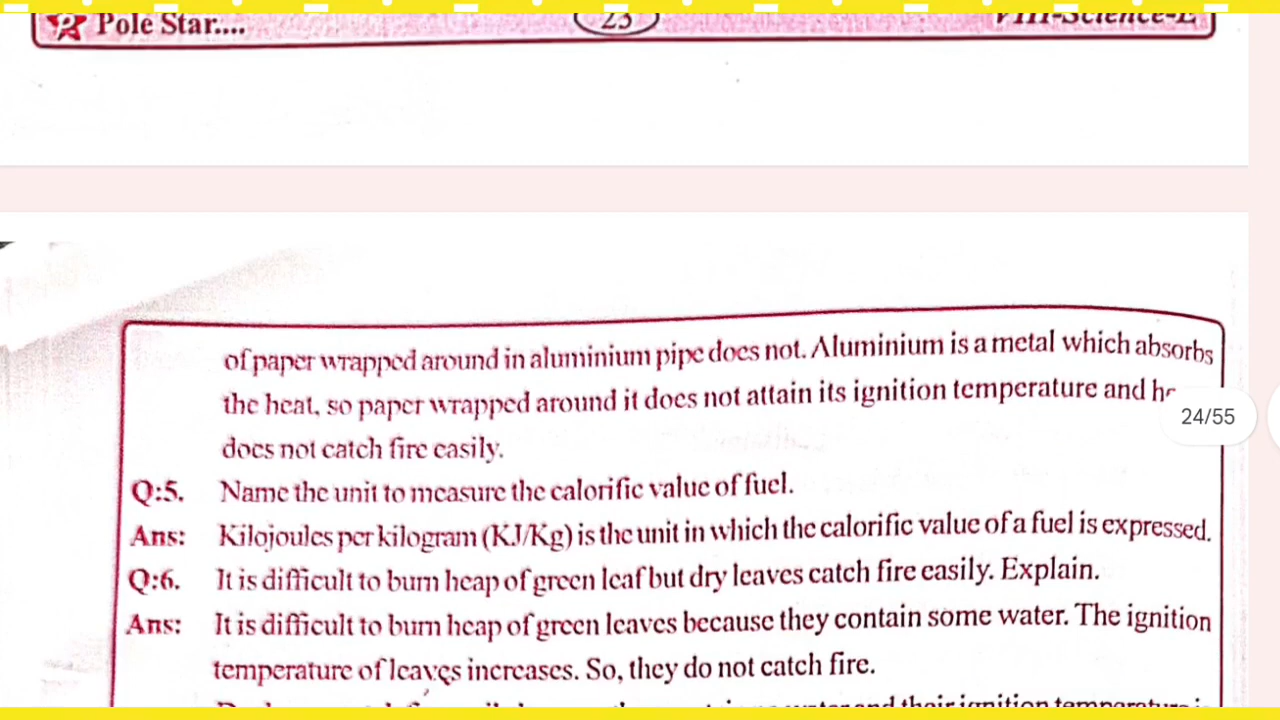 Pole Star....
23
VIII-Science-E
of paper wrapped around in aluminium pipe does not. Aluminium is a metal which absorbs
the heat, so paper wrapped around it does not attain its ignition temperature and
24/55
does not catch fire easily.
Q:5. Name the unit to measure the calorific value of fuel.
Ans: Kilojoules per kilogram (KJ/Kg) is the unit in which the calorific value of a fuel is expressed.
Q:6. It is difficult to burn heap of green leaf but dry leaves catch fire easily. Explain.
Ans: It is difficult to burn heap of green leaves because they contain some water. The ignition
temperature of leaves increases. So, they do not catch fire.
water and their ignition temperature